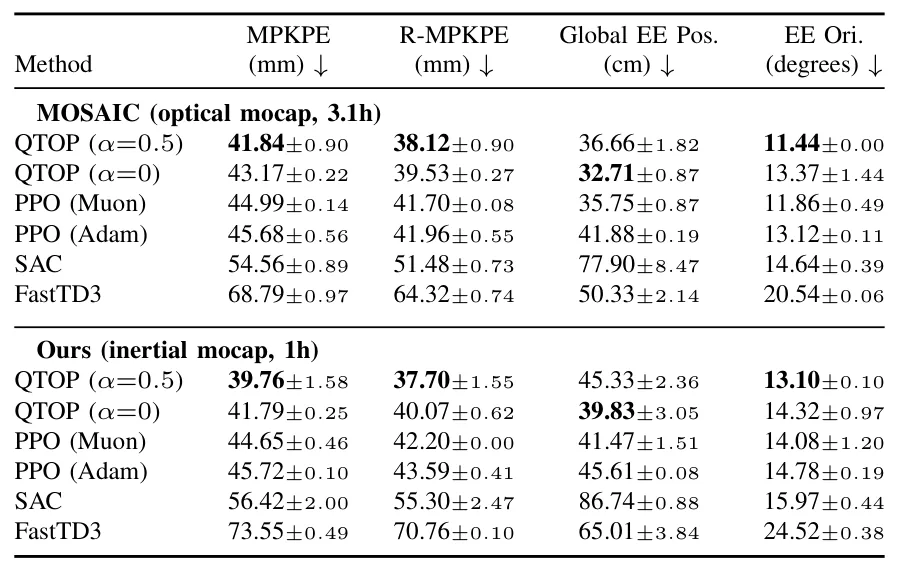 Method MPKPE (mm) ↓ R-MPKPE (mm) ↓ Global EE Pos. (cm) ↓ EE Ori. (degrees) ↓
MOSAIC (optical mocap, 3.1h)
QTOP (α=0.5) 41.84±0.90 38.12±0.90 36.66±1.82 11.44±0.00
QTOP (α=0) 43.17±0.22 39.53±0.27 32.71±0.87 13.37±1.44
PPO (Muon) 44.99±0.14 41.70±0.08 35.75±0.87 11.86±0.49
PPO (Adam) 45.68±0.56 41.96±0.55 41.88±0.19 13.12±0.11
SAC 54.56±0.89 51.48±0.73 77.90±8.47 14.64±0.39
FastTD3 68.79±0.97 64.32±0.74 50.33±2.14 20.54±0.06
Ours (inertial mocap, 1h)
QTOP (α=0.5) 39.76±1.58 37.70±1.55 45.33±2.36 13.10±0.10
QTOP (α=0) 41.79±0.25 40.07±0.62 39.83±3.05 14.32±0.97
PPO (Muon) 44.65±0.46 42.20±0.00 41.47±1.51 14.08±1.20
PPO (Adam) 45.72±0.10 43.59±0.41 45.61±0.08 14.78±0.19
SAC 56.42±2.00 55.30±2.47 86.74±0.88 15.97±0.44
FastTD3 73.55±0.49 70.76±0.10 65.01±3.84 24.52±0.38